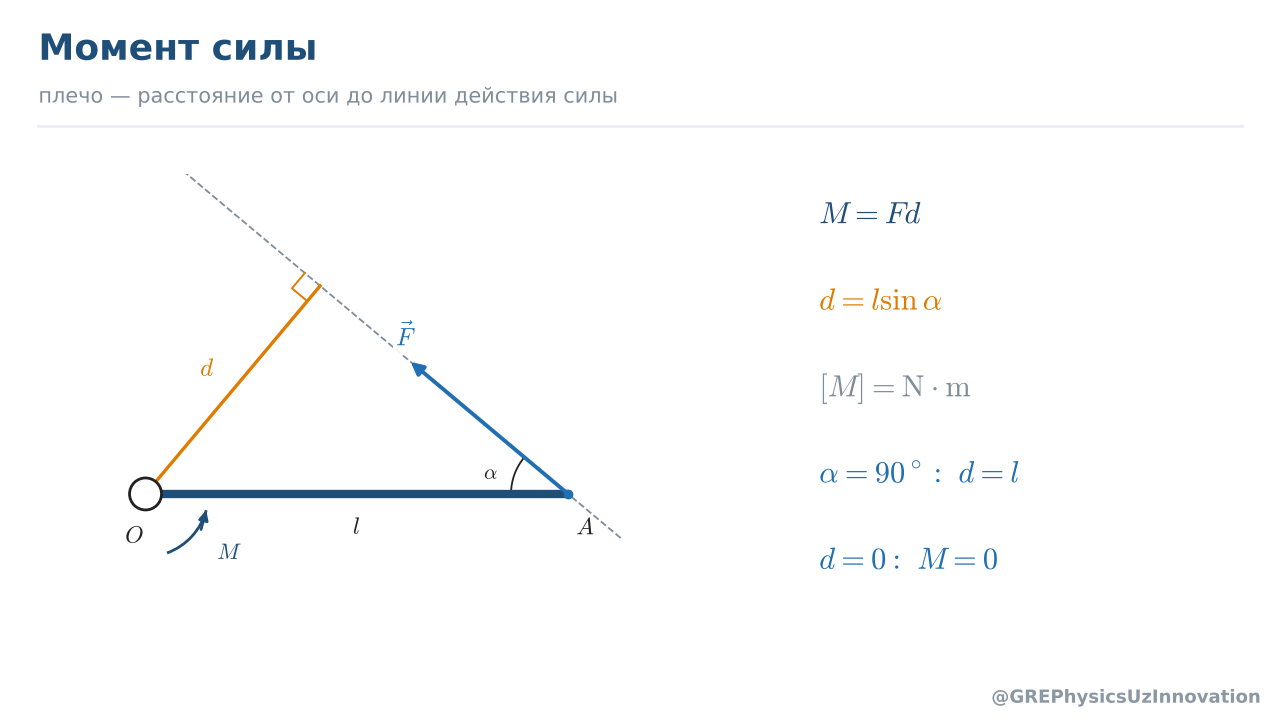 Момент силы
плечо — расстояние от оси до линии действия силы
M = Fd
d = l sin α
[M] = N · m
α = 90° : d = l
d = 0 : M = 0
F⃗
d
α
O
l
A
M
@GREPhysicsUzInnovation